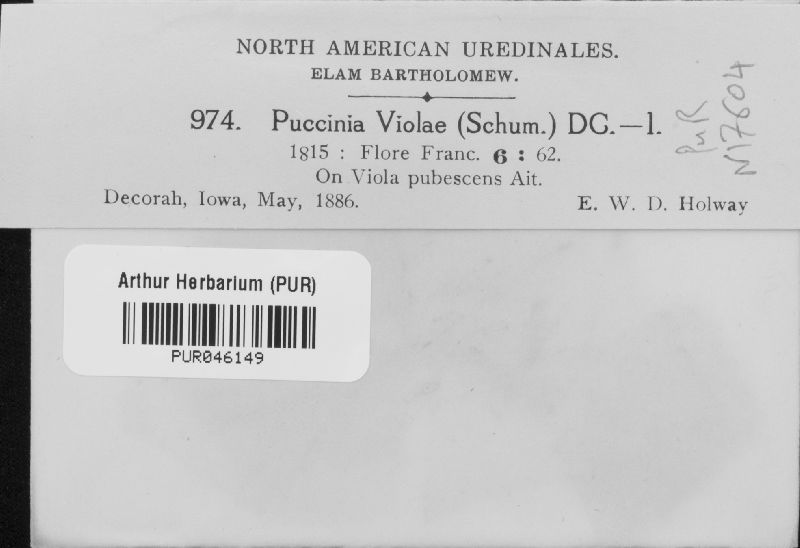 NORTH AMERICAN UREDINALES.
ELAM BARTHOLOMEW.
974. Puccinia Violae (Schum.) DC.—I.
1815 : Flore Franc. 6 : 62.
On Viola pubescens Ait.
Decorah, Iowa, May, 1886. E. W. D. Holway
PUR
N17604
Arthur Herbarium (PUR)
PUR046149